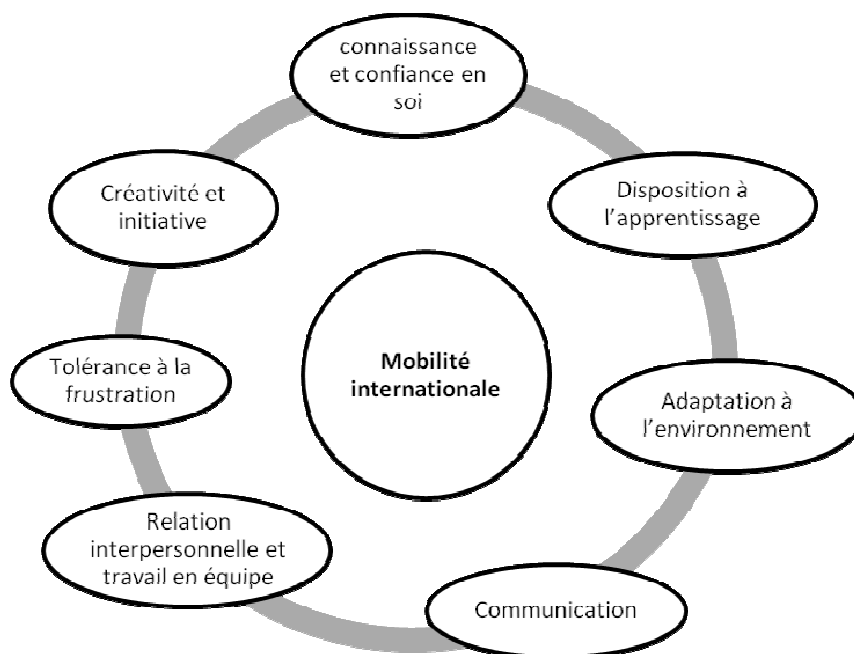 connaissance
et confiance en
soi
Créativité et
initiative
Disposition à
l'apprentissage
Tolérance à la
frustration
Mobilité
internationale
Adaptation à
l'environnement
Relation
interpersonnelle et
travail en équipe
Communication